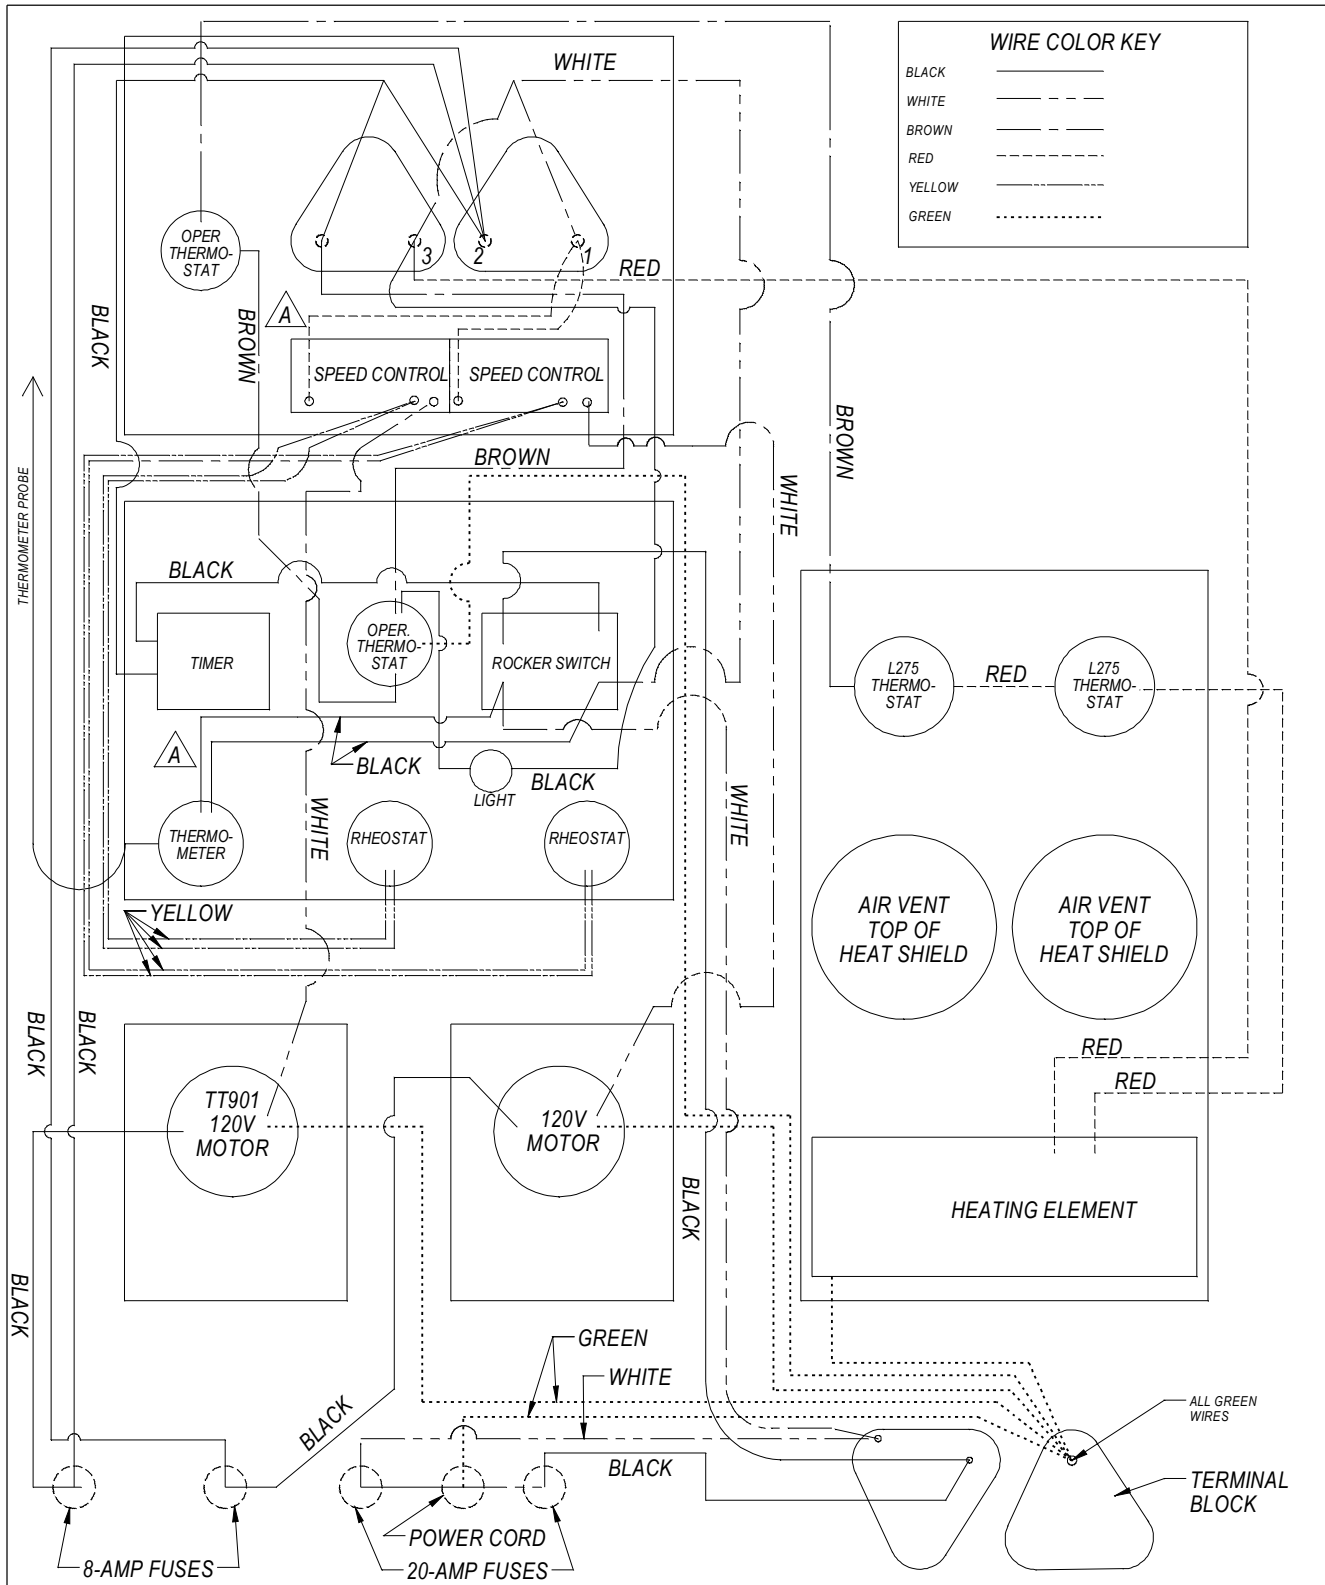 WIRE COLOR KEY
BLACK
WHITE
BROWN
RED
YELLOW
GREEN
WHITE
OPER
THERMO-
STAT
3
2
1
RED
A
BLACK
BROWN
SPEED CONTROL
SPEED CONTROL
THERMOMETER PROBE
BROWN
BROWN
WHITE
BLACK
TIMER
OPER.
THERMO-
STAT
ROCKER SWITCH
L275
THERMO-
STAT
RED
L275
THERMO-
STAT
A
BLACK
LIGHT
BLACK
WHITE
WHITE
THERMO-
METER
RHEOSTAT
RHEOSTAT
YELLOW
AIR VENT
TOP OF
HEAT SHIELD
AIR VENT
TOP OF
HEAT SHIELD
BLACK
BLACK
RED
RED
TT901
120V
MOTOR
120V
MOTOR
BLACK
HEATING ELEMENT
BLACK
GREEN
WHITE
BLACK
BLACK
ALL GREEN
WIRES
TERMINAL
BLOCK
POWER CORD
8-AMP FUSES
20-AMP FUSES